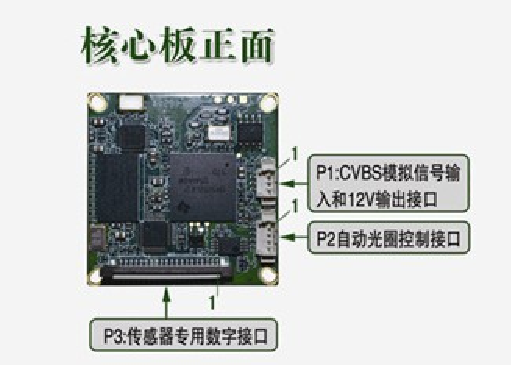 核心板正面
1
P1:CVBS模拟信号输
入和12V输出接口
1
P2自动光圈控制接口
1
P3:传感器专用数字接口